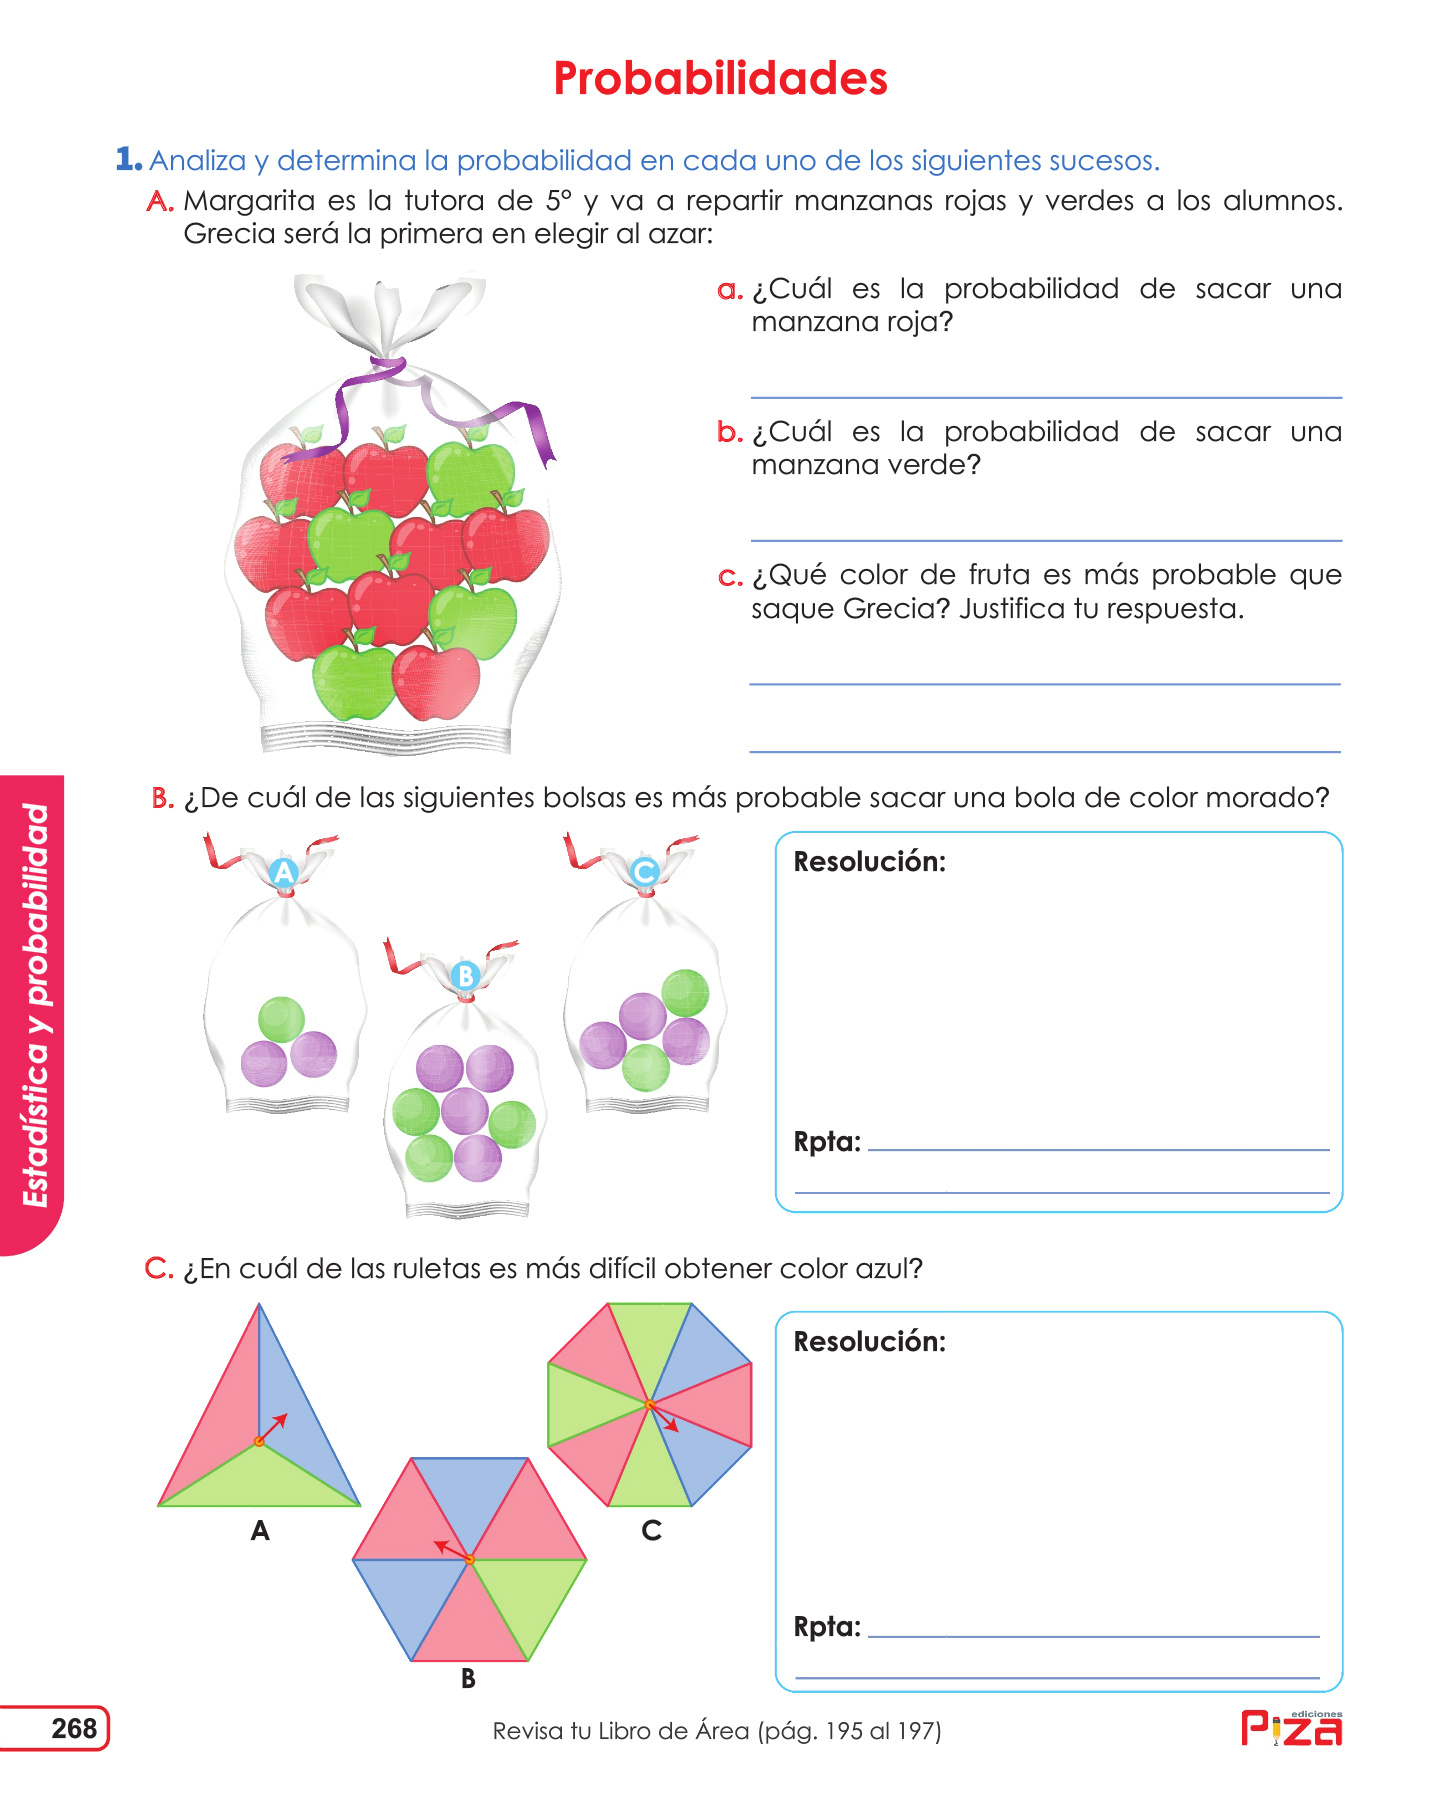 Probabilidades
1. Analiza y determina la probabilidad en cada uno de los siguientes sucesos.
A. Margarita es la tutora de 5° y va a repartir manzanas rojas y verdes a los alumnos.
Grecia será la primera en elegir al azar:
a. ¿Cuál es la probabilidad de sacar una
manzana roja?
b. ¿Cuál es la probabilidad de sacar una
manzana verde?
c. ¿Qué color de fruta es más probable que
saque Grecia? Justifica tu respuesta.
B. ¿De cuál de las siguientes bolsas es más probable sacar una bola de color morado?
A
B
C
Resolución:
Rpta:
C. ¿En cuál de las ruletas es más difícil obtener color azul?
A
B
C
Resolución:
Rpta:
Estadística y probabilidad
268
Revisa tu Libro de Área (pág. 195 al 197)
ediciones
Piza